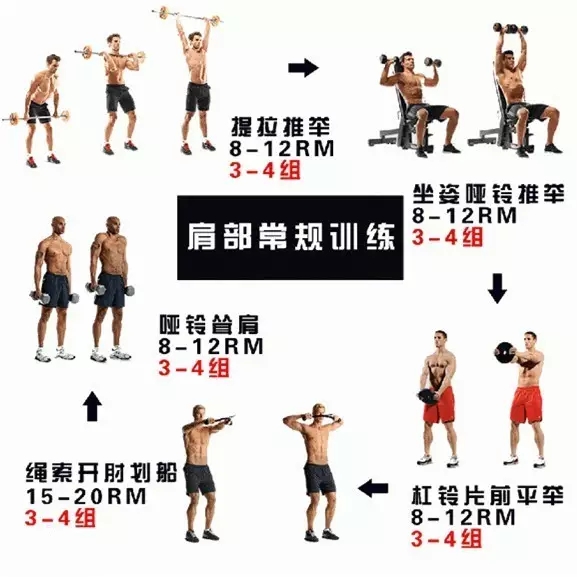 提拉推举
8-12RM
3-4组
坐姿哑铃推举
8-12RM
3-4组
肩部常规训练
哑铃耸肩
8-12RM
3-4组
绳索开肘划船
15-20RM
3-4组
杠铃片前平举
8-12RM
3-4组